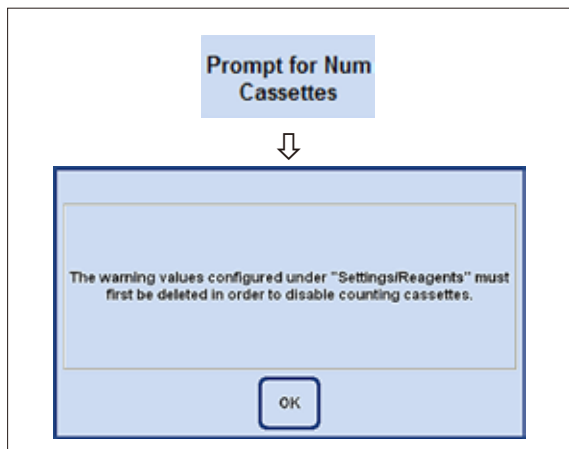 Prompt for Num
Cassettes
The warning values configured under "Settings/Reagents" must
first be deleted in order to disable counting cassettes.
OK